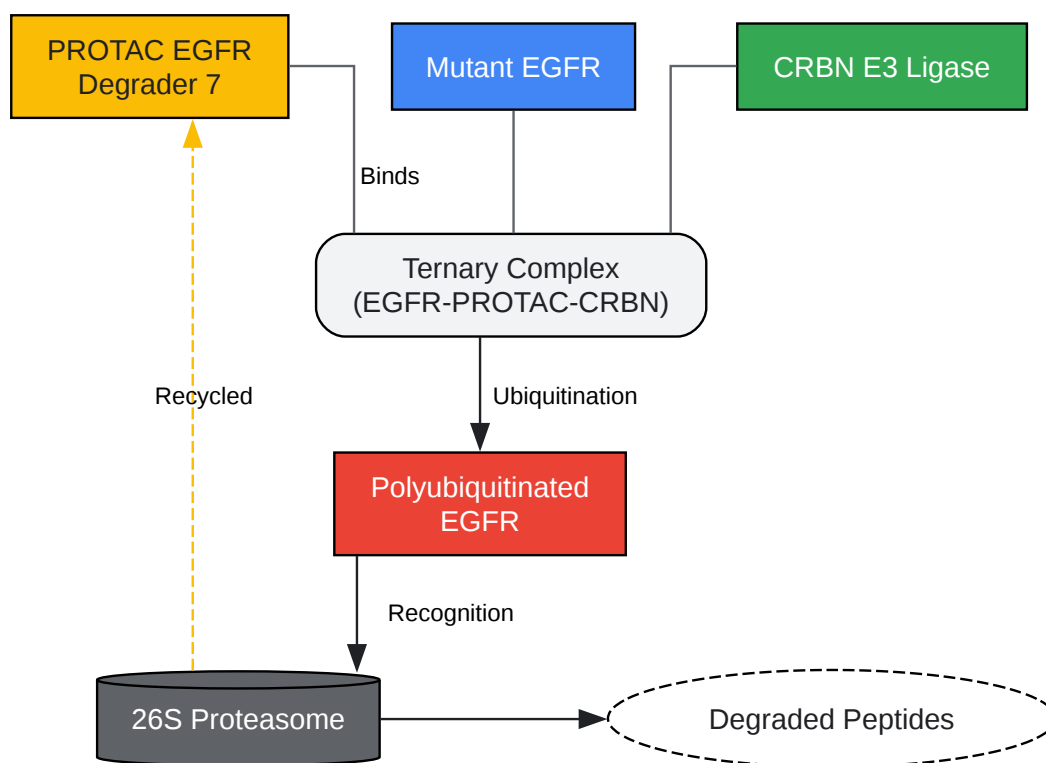 PROTAC EGFR
Degrader 7
Mutant EGFR
CRBN E3 Ligase
Binds
Ternary Complex
(EGFR-PROTAC-CRBN)
Recycled
Ubiquitination
Polyubiquitinated
EGFR
Recognition
26S Proteasome
Degraded Peptides